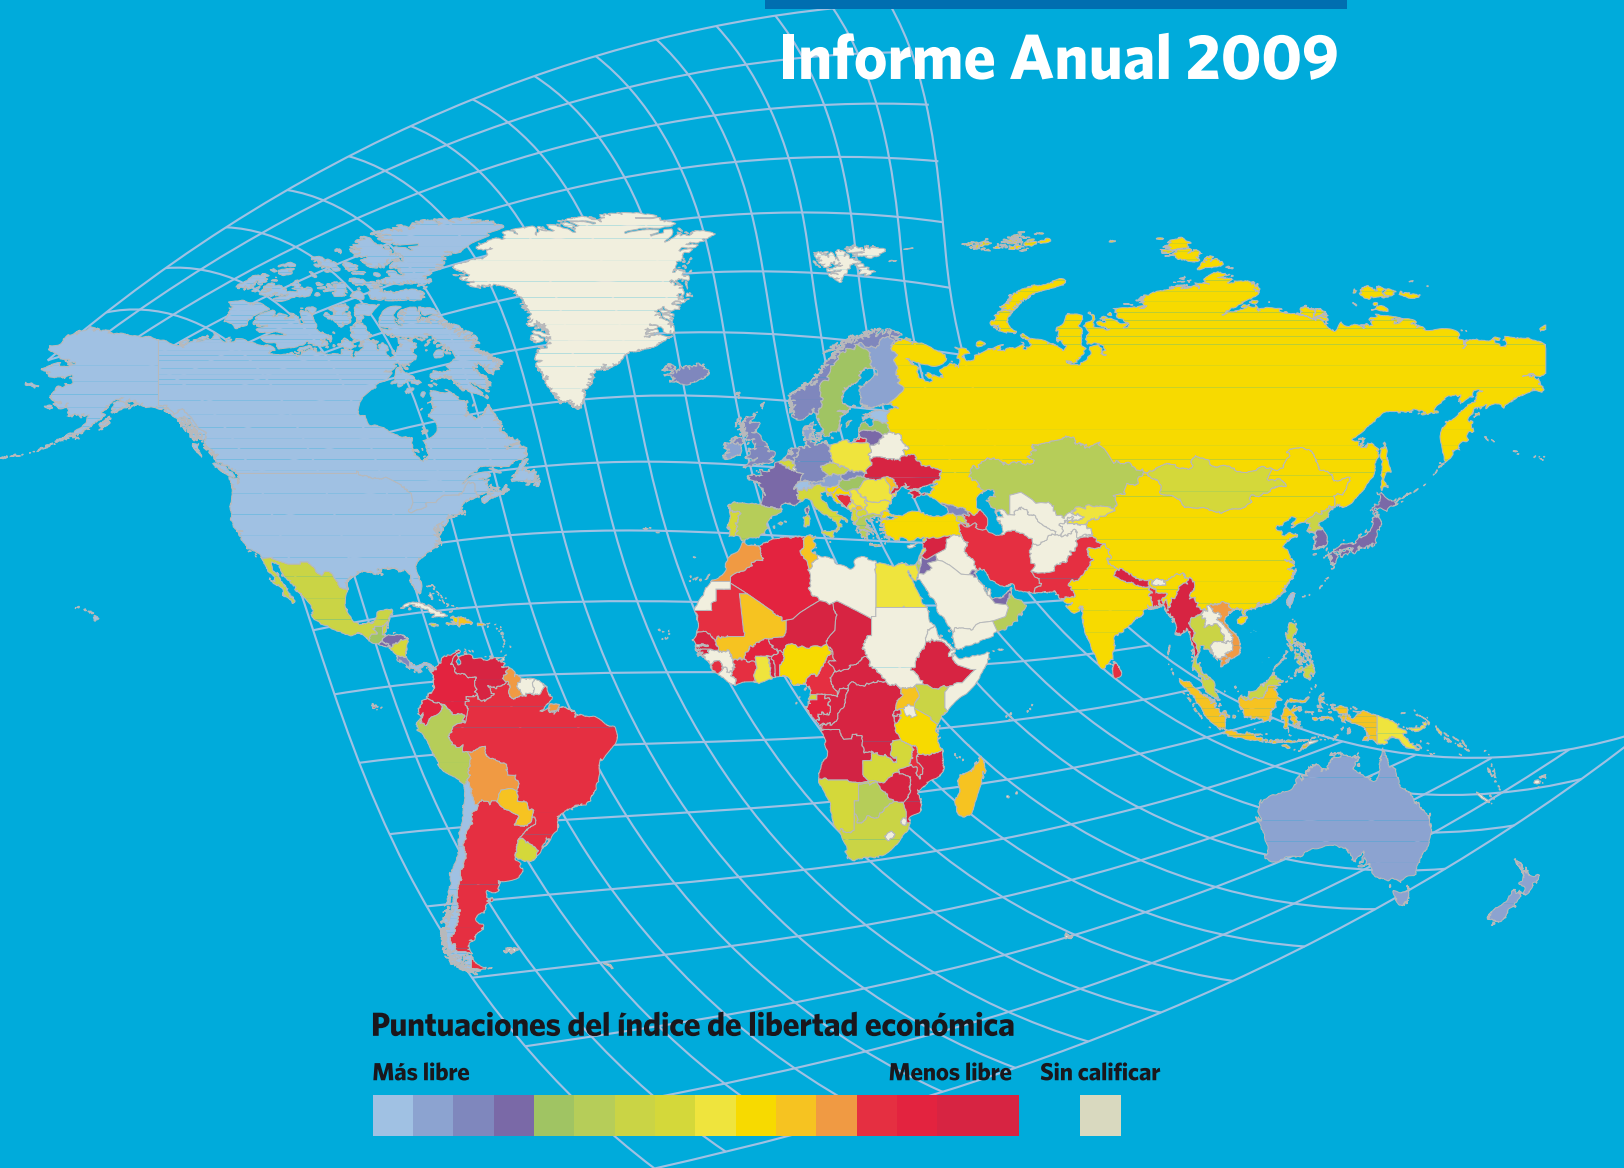 Informe Anual 2009
Puntuaciones del índice de libertad económica
Más libre
Menos libre
Sin calificar